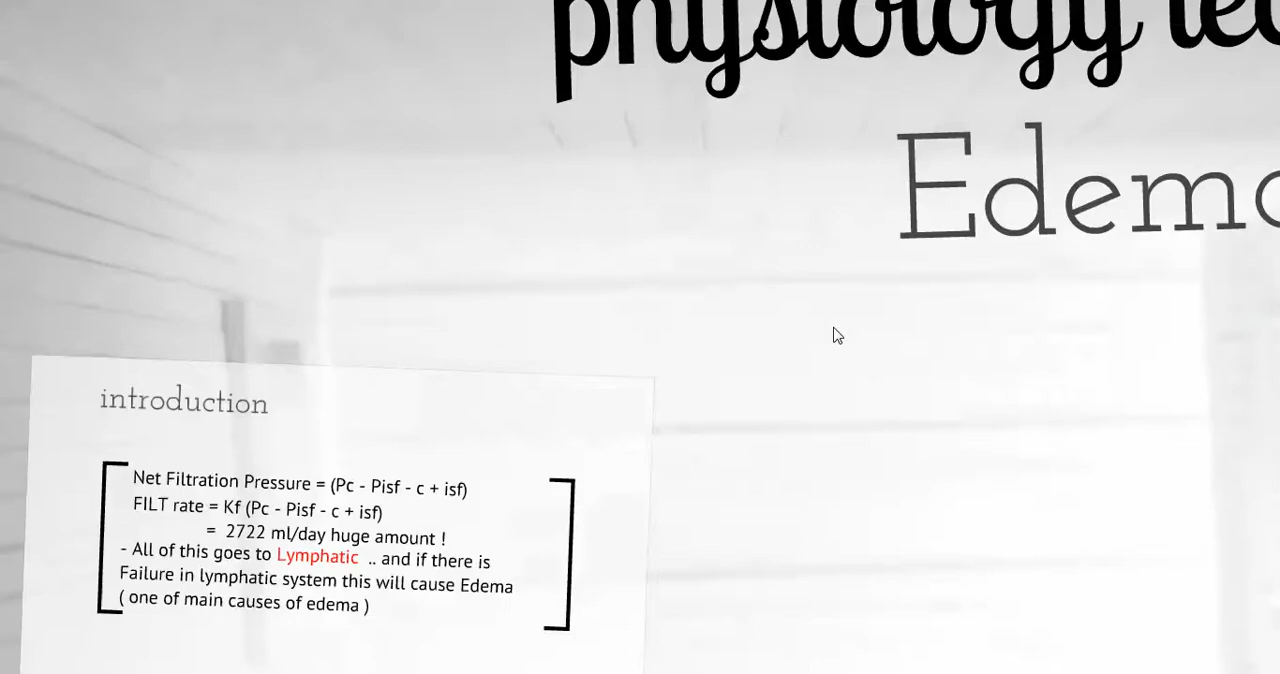 physiology
Edem
introduction
Net Filtration Pressure = (Pc - Pisf - c + isf)
FILT rate = Kf (Pc - Pisf - c + isf)
= 2722 ml/day huge amount !
- All of this goes to Lymphatic .. and if there is
Failure in lymphatic system this will cause Edema
( one of main causes of edema )